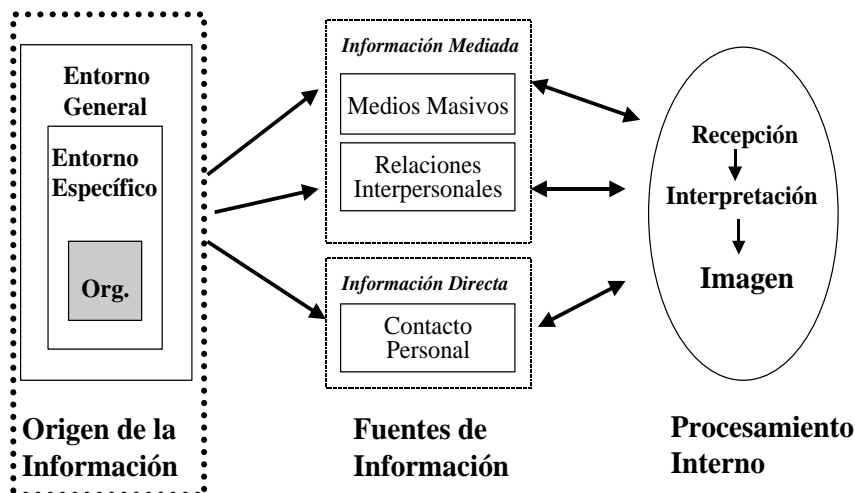 Entorno
General
Entorno
Específico
Org.
Origen de la
Información
Información Mediada
Medios Masivos
Relaciones
Interpersonales
Información Directa
Contacto
Personal
Fuentes de
Información
Recepción
Interpretación
Imagen
Procesamiento
Interno